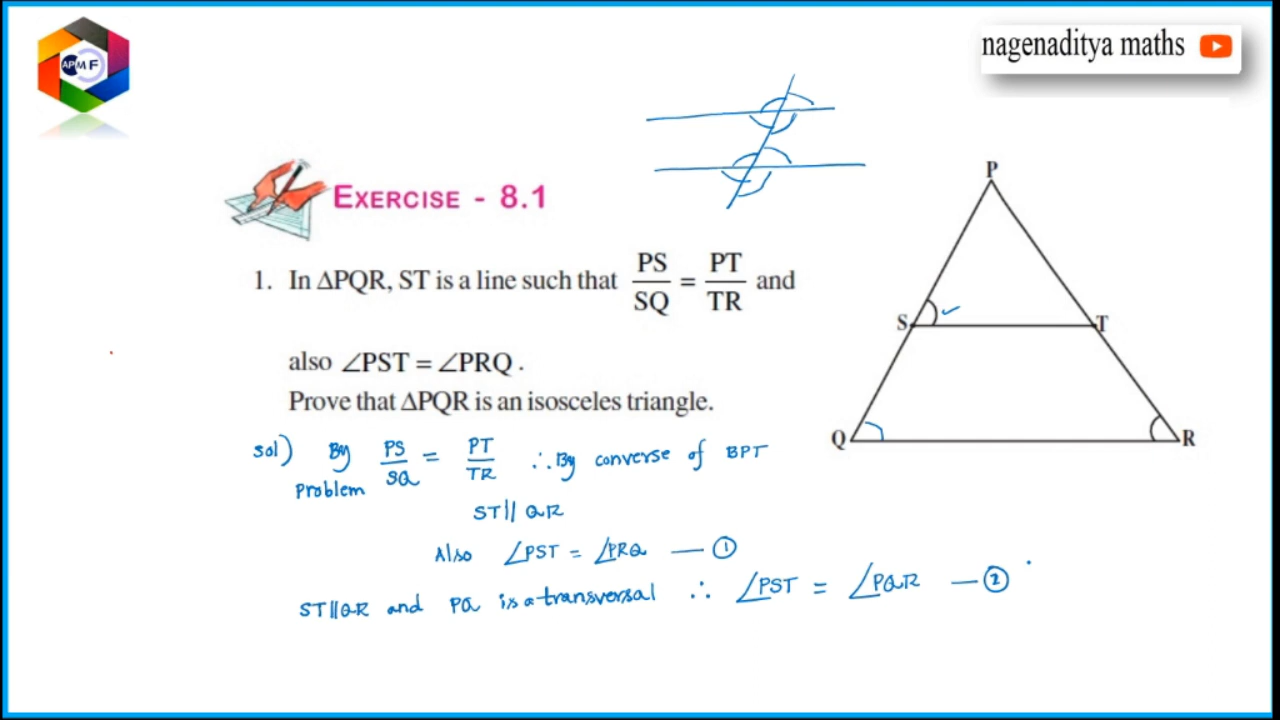 nagenaditya maths
APMF
EXERCISE - 8.1
1. In ΔPQR, ST is a line such that PS/SQ = PT/TR and
also ∠PST = ∠PRQ .
Prove that ΔPQR is an isosceles triangle.
P
S
T
Q
R
Sol) By Problem PS/SQ = PT/TR ∴ By converse of BPT
ST || QR
Also ∠PST = ∠PRQ — ①
ST || QR and PQ is a transversal ∴ ∠PST = ∠PQR — ②